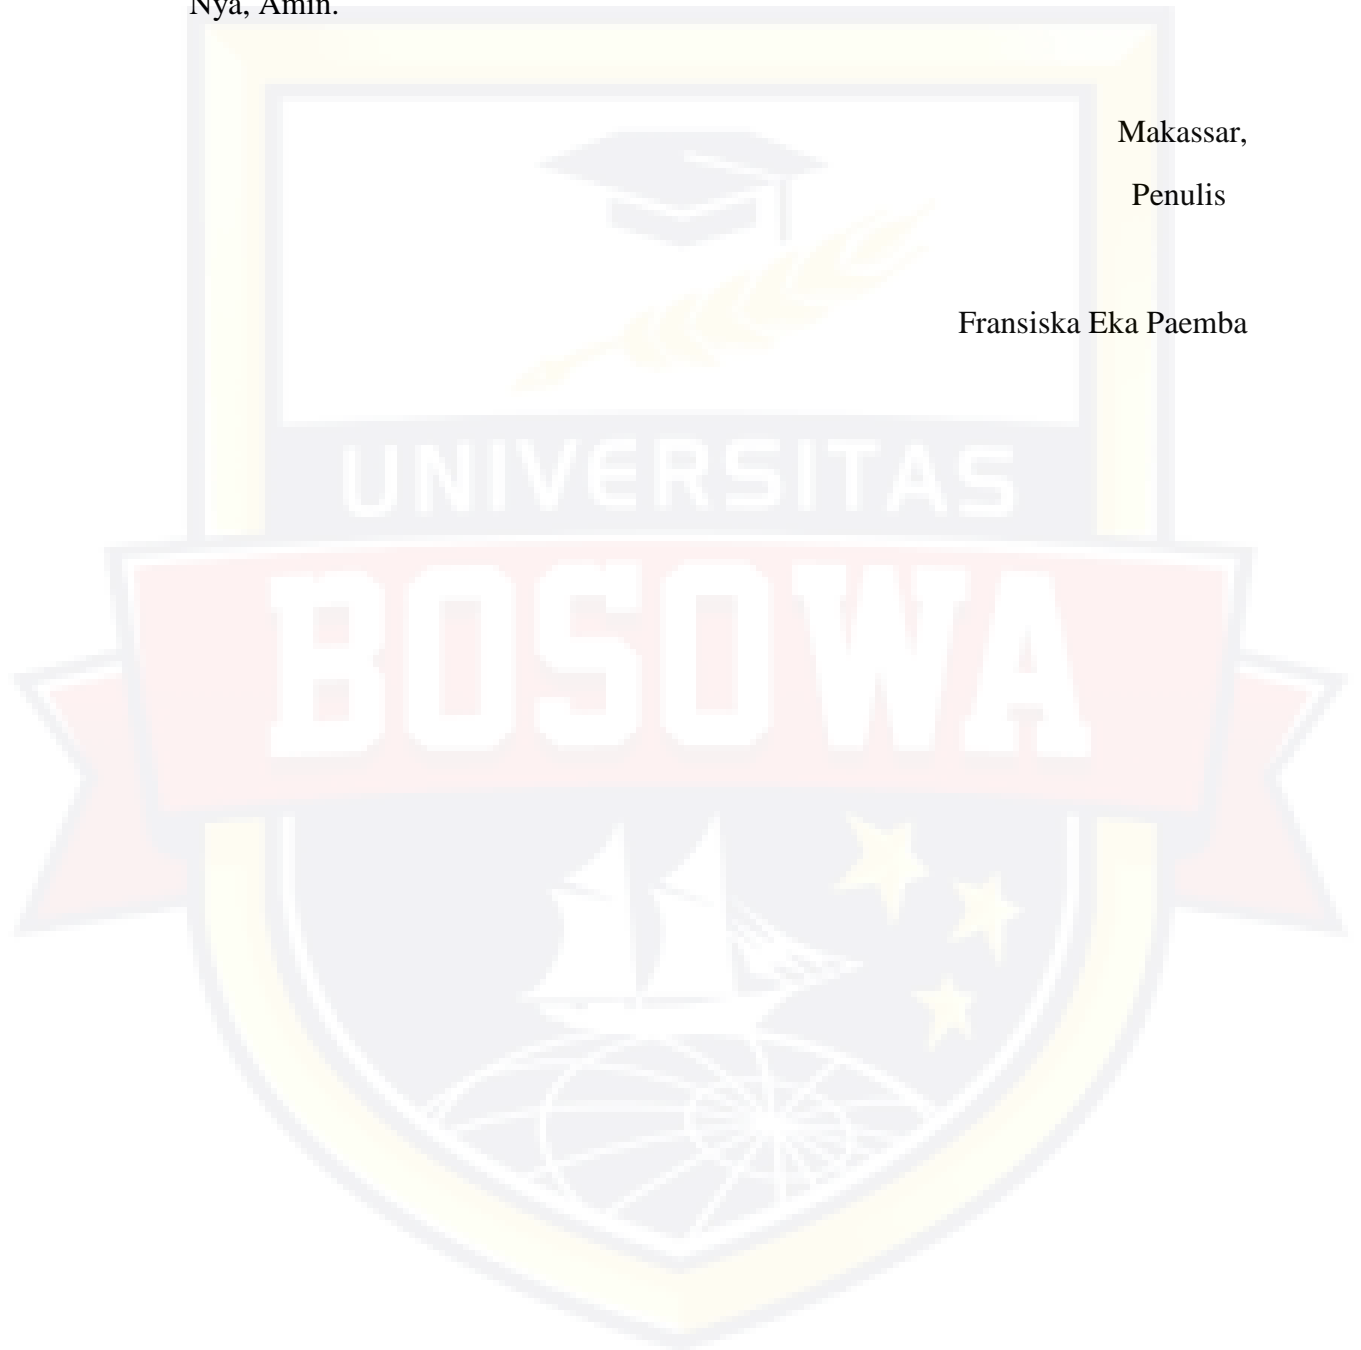 Nya, Amin.
Makassar,
Penulis
Fransiska Eka Paemba
UNIVERSITAS
BOSOWA